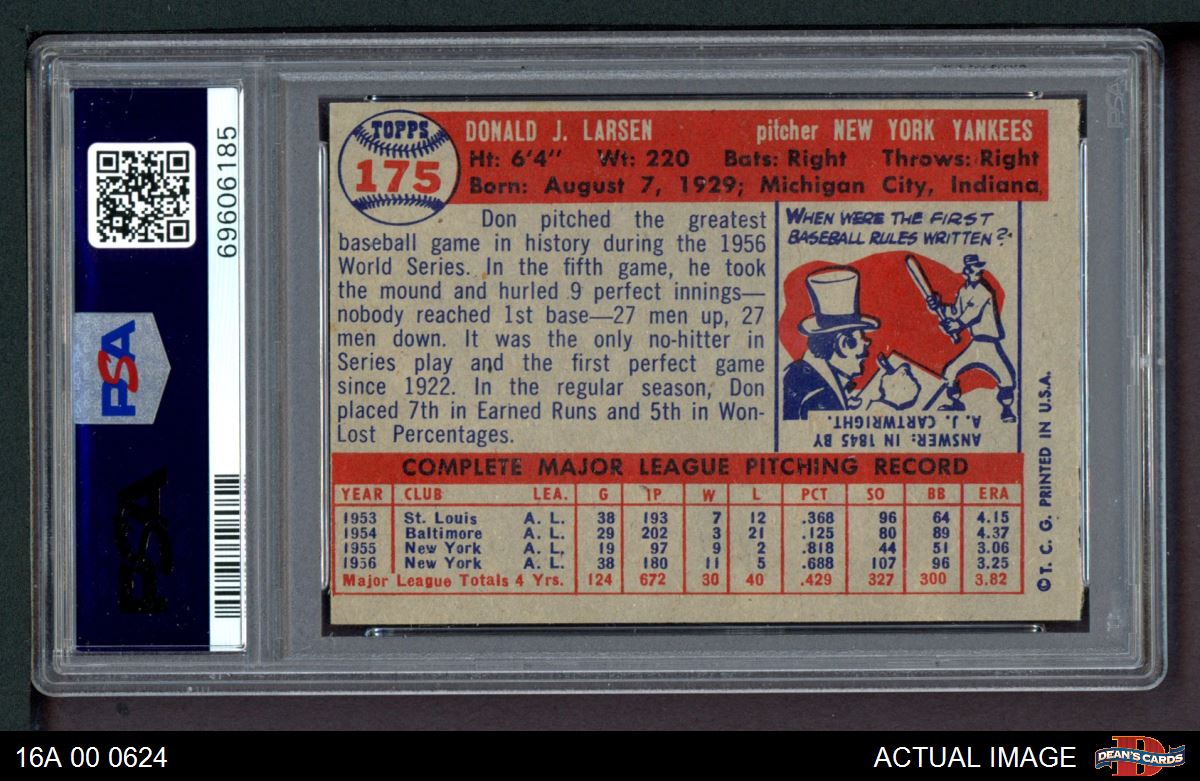 PSA
69606185
PSA
PSA
TOPPS
175
DONALD J. LARSEN pitcher NEW YORK YANKEES
Ht: 6'4" Wt: 220 Bats: Right Throws: Right
Born: August 7, 1929; Michigan City, Indiana
Don pitched the greatest
baseball game in history during the 1956
World Series. In the fifth game, he took
the mound and hurled 9 perfect innings—
nobody reached 1st base—27 men up, 27
men down. It was the only no-hitter in
Series play and the first perfect game
since 1922. In the regular season, Don
placed 7th in Earned Runs and 5th in Won-
Lost Percentages.
WHEN WERE THE FIRST
BASEBALL RULES WRITTEN?
ANSWER: IN 1845 BY
A. J. CARTWRIGHT.
COMPLETE MAJOR LEAGUE PITCHING RECORD
YEAR CLUB LEA. G IP W L PCT SO BB ERA
1953 St. Louis A. L. 38 193 7 12 .368 96 64 4.15
1954 Baltimore A. L. 29 202 3 21 .125 80 89 4.37
1955 New York A. L. 19 97 9 2 .818 44 51 3.06
1956 New York A. L. 38 180 11 5 .688 107 96 3.25
Major League Totals 4 Yrs. 124 672 30 40 .429 327 300 3.82
© T. C. G. PRINTED IN U.S.A.
PSA
16A 00 0624
ACTUAL IMAGE
DEAN'S CARDS